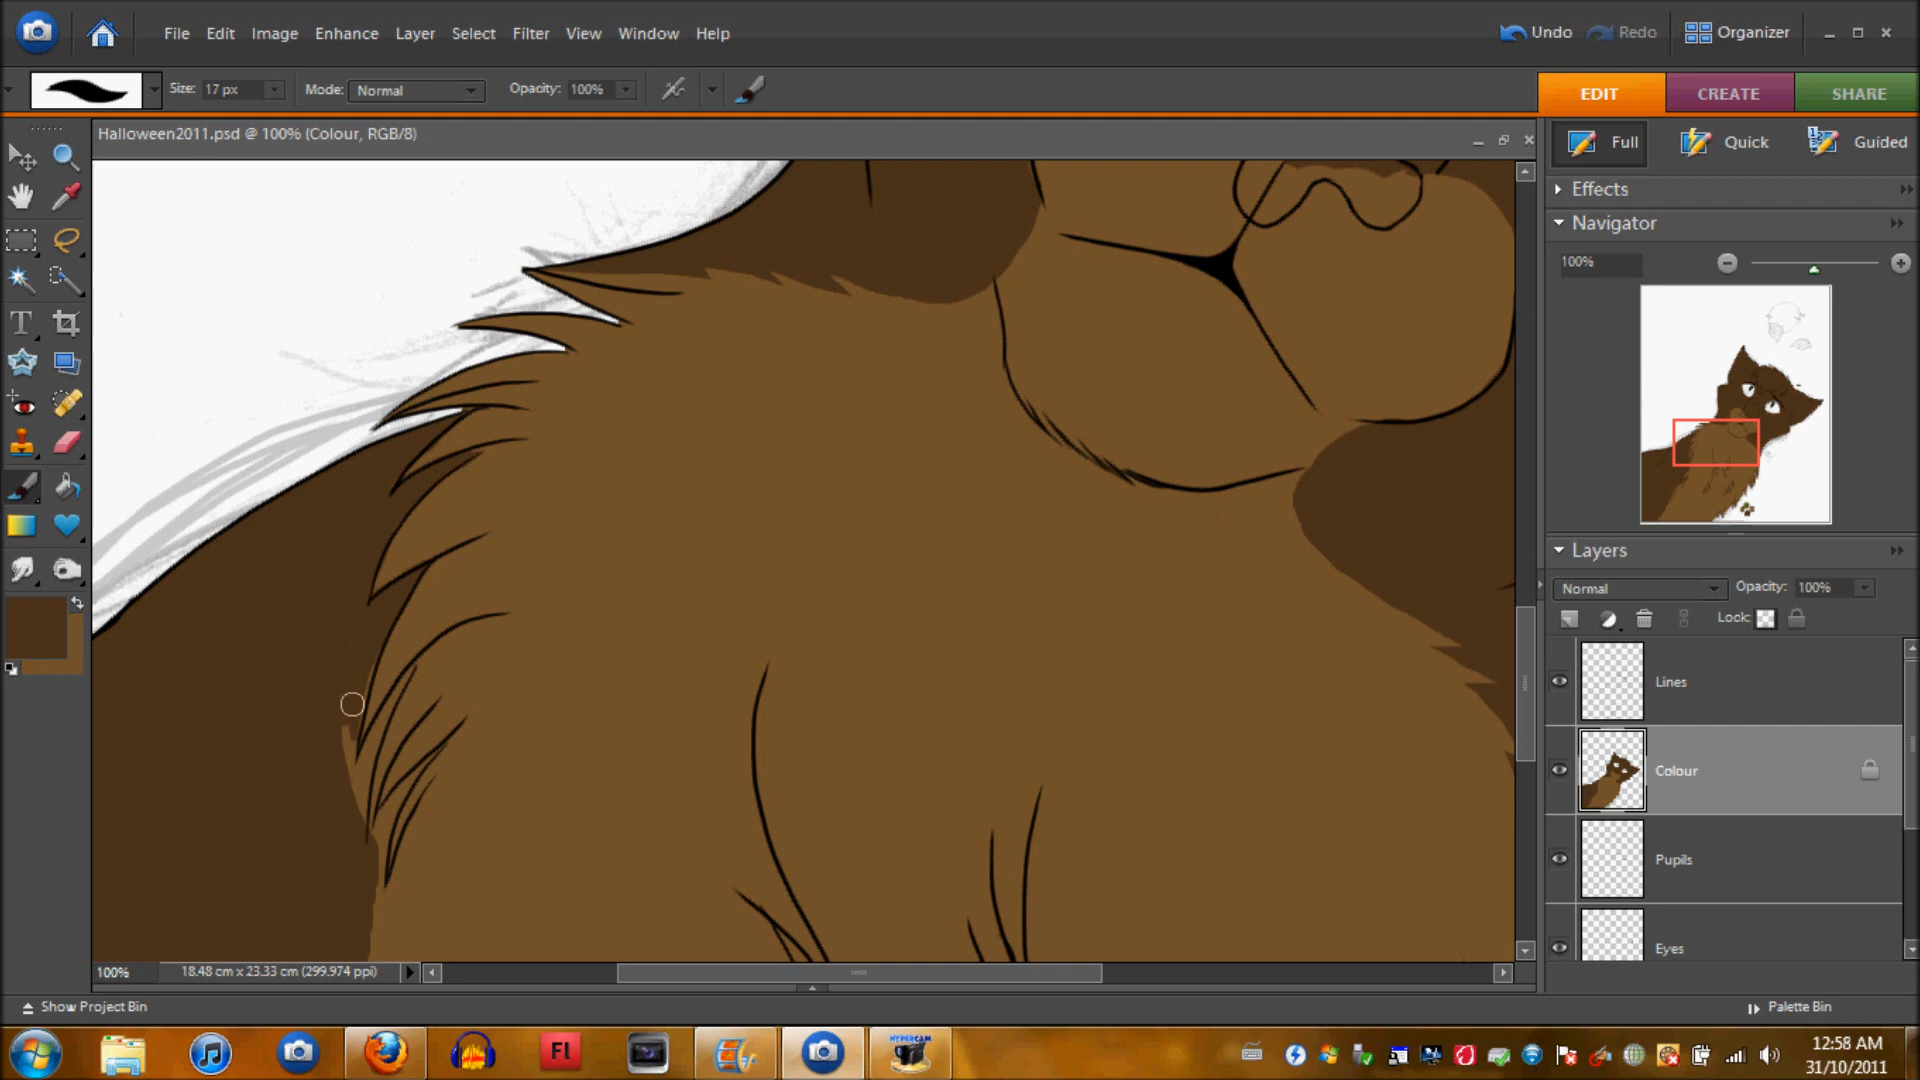 File Edit Image Enhance Layer Select Filter View Window Help
Undo Redo Organizer
Size: 17 px Mode: Normal Opacity: 100%
EDIT CREATE SHARE
Halloween2011.psd @ 100% (Colour, RGB/8)
Full Quick Guided
Effects
Navigator
100%
Layers
Normal Opacity: 100%
Lock:
Lines
Colour
Pupils
Eyes
100% 18.48 cm x 23.33 cm (299.974 ppi)
Show Project Bin
Palette Bin
Fl
HYPERCAM
12:58 AM
31/10/2011